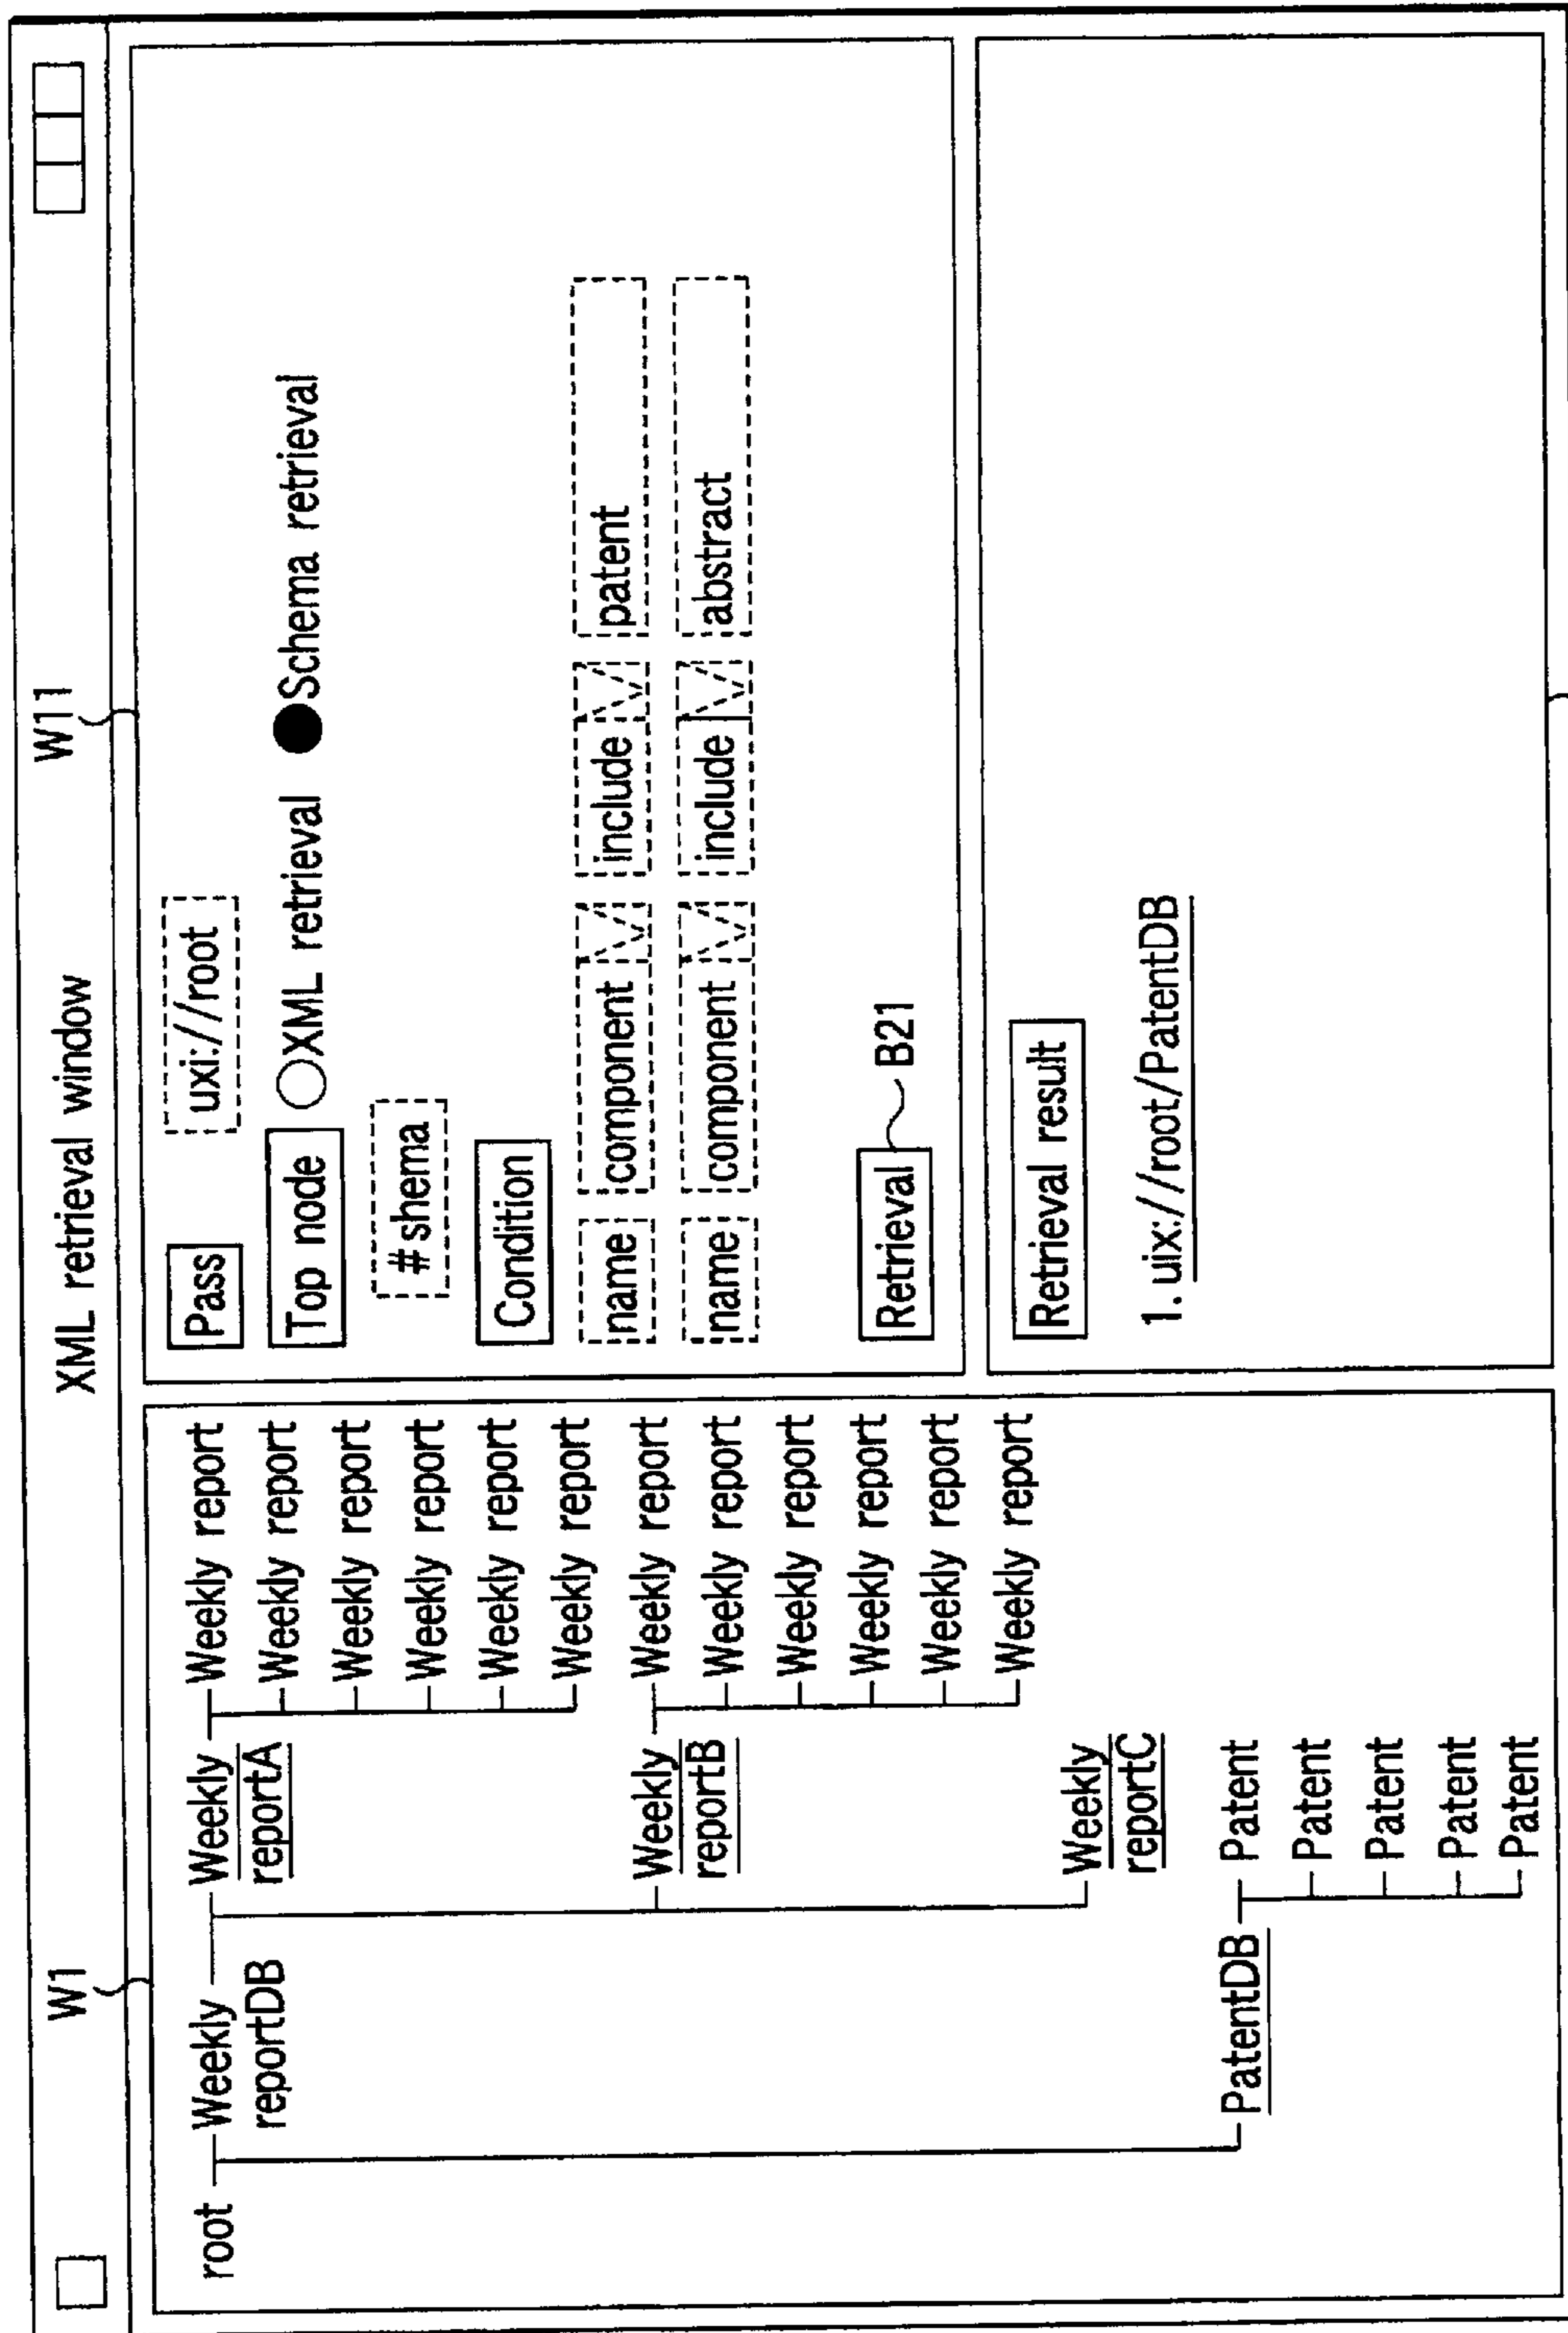 XML retrieval window
W1
W11
root
Weekly
reportDB
Weekly
reportA
Weekly report
Weekly report
Weekly report
Weekly report
Weekly report
Weekly report
Weekly
reportB
Weekly report
Weekly report
Weekly report
Weekly report
Weekly report
Weekly report
Weekly
reportC
PatentDB
Patent
Patent
Patent
Patent
Patent
Pass uxi://root
Top node XML retrieval Schema retrieval
#shema
Condition
name component include patent
name component include abstract
Retrieval B21
Retrieval result
1. uix://root/PatentDB